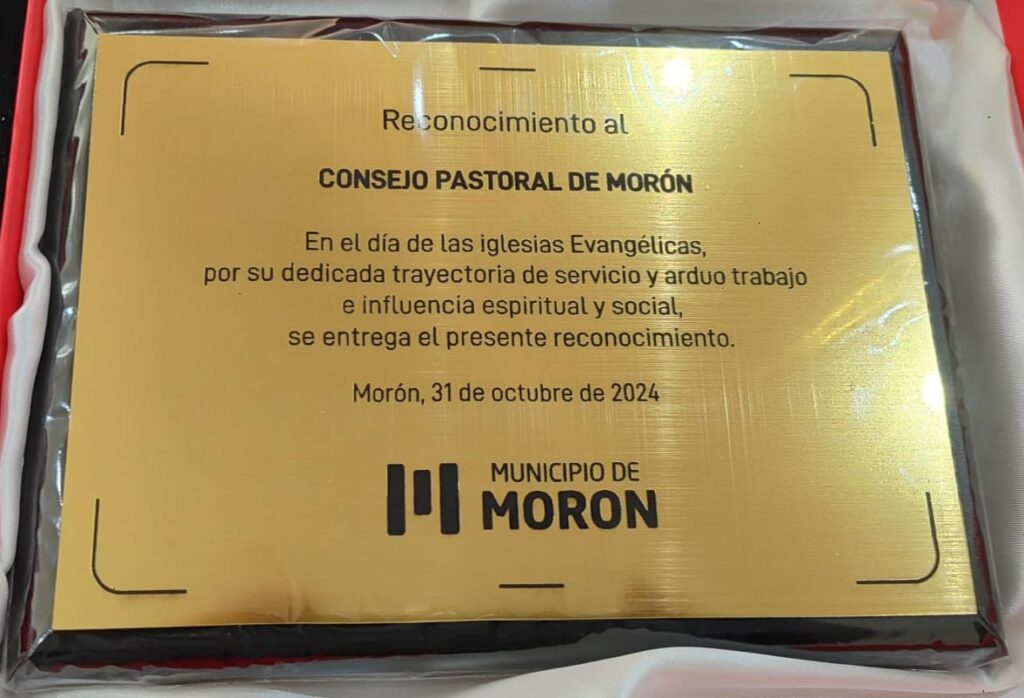 Reconocimiento al
CONSEJO PASTORAL DE MORÓN
En el día de las iglesias Evangélicas,
por su dedicada trayectoria de servicio y arduo trabajo
e influencia espiritual y social,
se entrega el presente reconocimiento.
Morón, 31 de octubre de 2024
MUNICIPIO DE
MORON